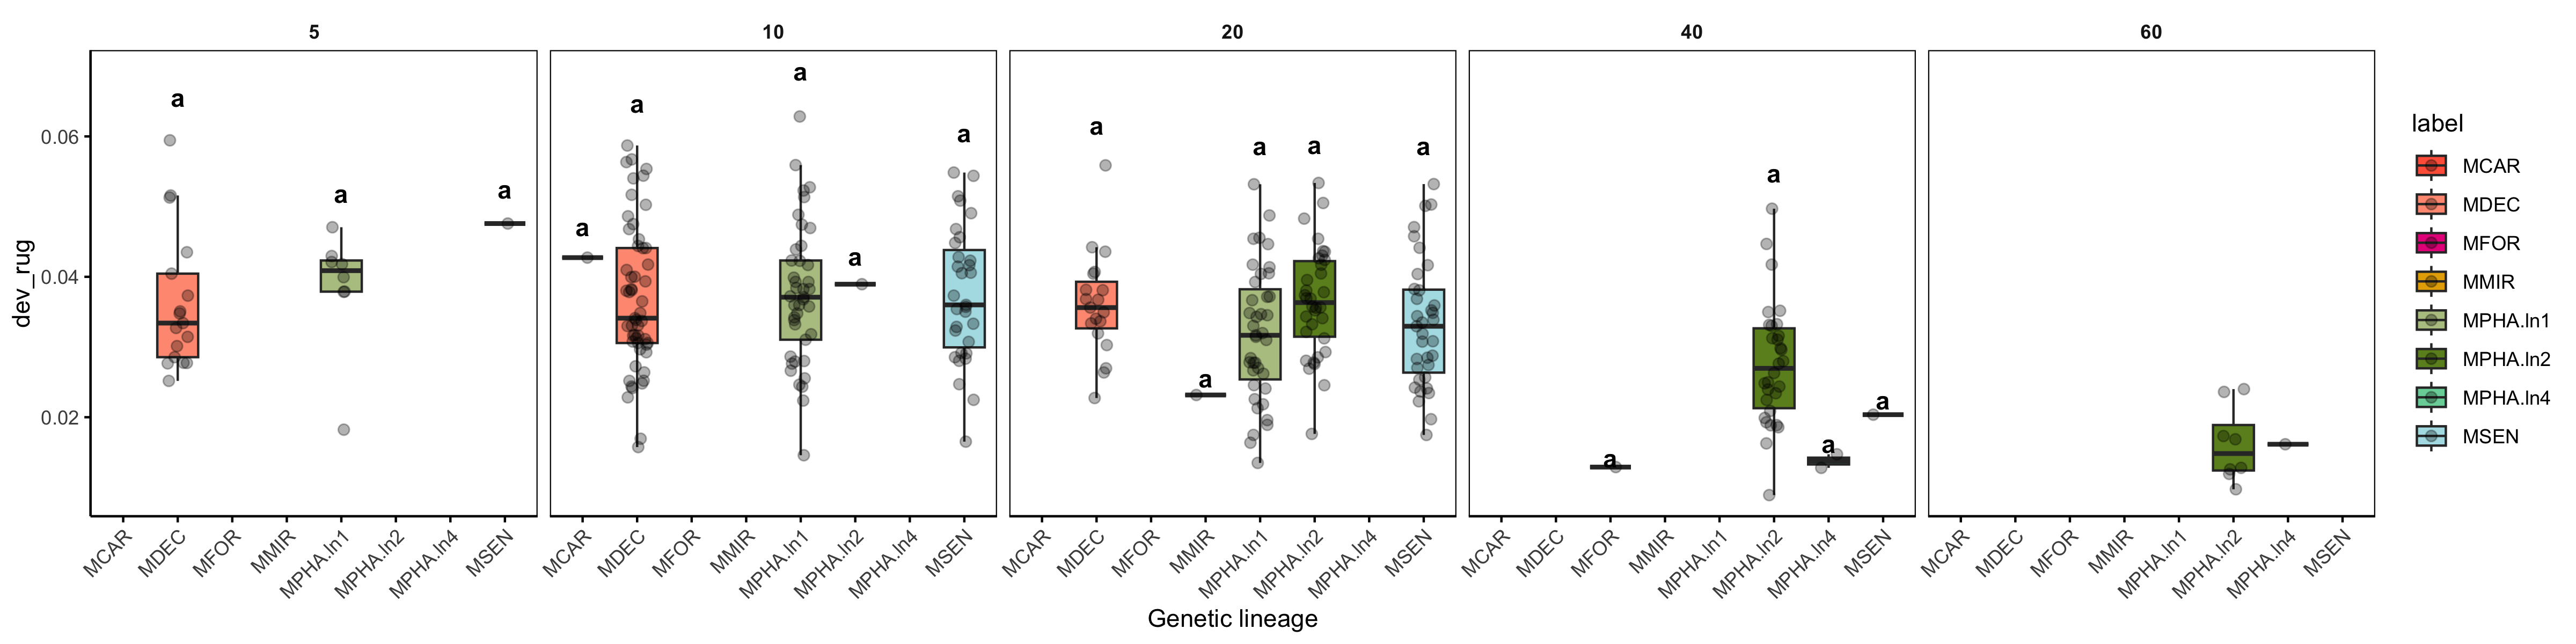 5 10 20 40 60
a a a
a a a a a
a a a a a
a a a a
dev_rug
0.06
0.04
0.02
MCAR MDEC MFOR MMIR MPHA.ln1 MPHA.ln2 MPHA.ln4 MSEN
MCAR MDEC MFOR MMIR MPHA.ln1 MPHA.ln2 MPHA.ln4 MSEN
MCAR MDEC MFOR MMIR MPHA.ln1 MPHA.ln2 MPHA.ln4 MSEN
MCAR MDEC MFOR MMIR MPHA.ln1 MPHA.ln2 MPHA.ln4 MSEN
MCAR MDEC MFOR MMIR MPHA.ln1 MPHA.ln2 MPHA.ln4 MSEN
Genetic lineage
label
MCAR
MDEC
MFOR
MMIR
MPHA.ln1
MPHA.ln2
MPHA.ln4
MSEN